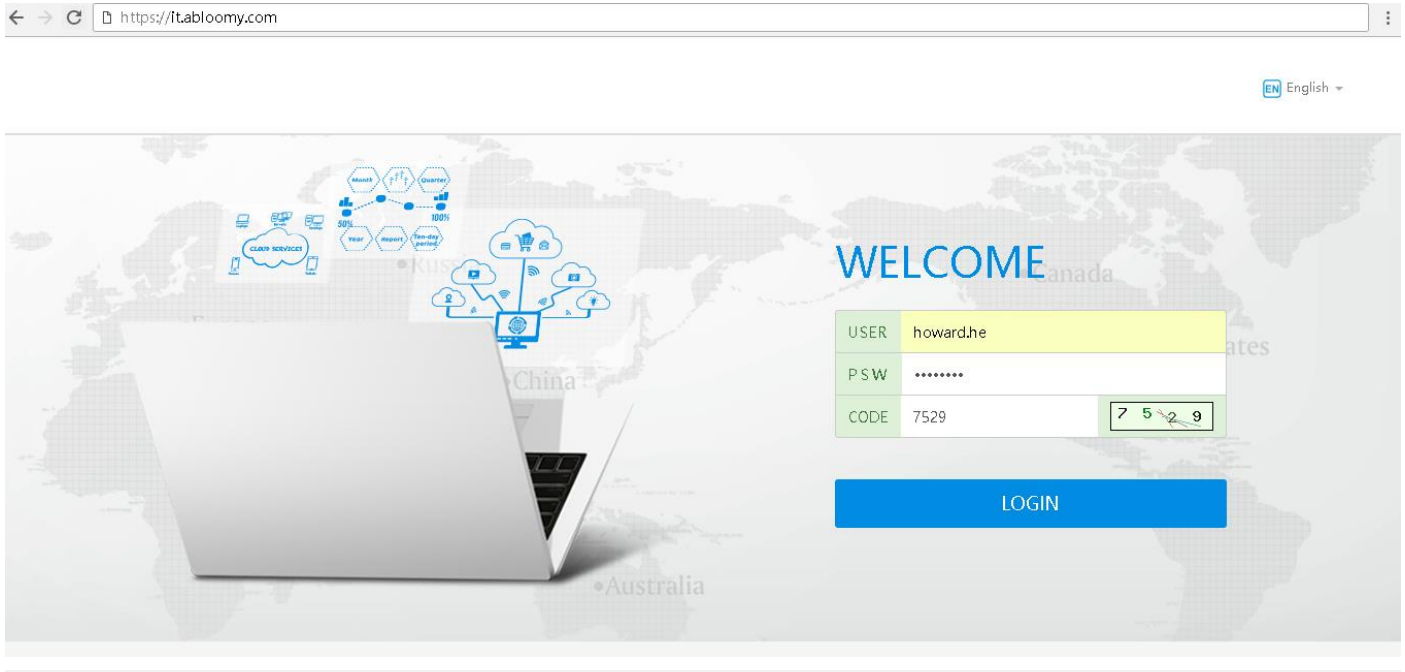 https://it.abloomy.com
EN English
Month
Quarter
50%
100%
Year
Report
Ten-day period
CLOUD SERVICES
Russ
WELCOME
Canada
USER howard.he
ates
PSW ••••••••
China
CODE 7529 7 5 2 9
LOGIN
Australia